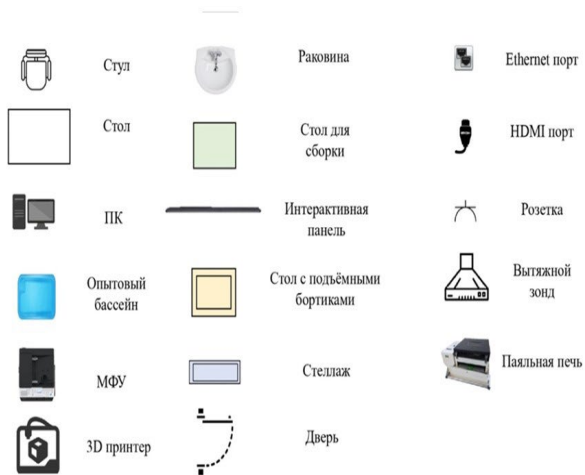 Стул
Раковина
Ethernet порт
Стол
Стол для
сборки
HDMI порт
ПК
Интерактивная
панель
Розетка
Опытовый
бассейн
Стол с подъёмными
бортиками
Вытяжной
зонд
МФУ
Стеллаж
Паяльная печь
3D принтер
Дверь